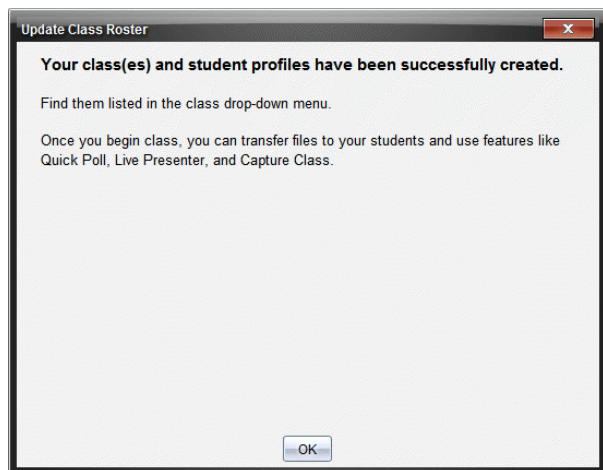 Update Class Roster
X
Your class(es) and student profiles have been successfully created.
Find them listed in the class drop-down menu.
Once you begin class, you can transfer files to your students and use features like
Quick Poll, Live Presenter, and Capture Class.
OK